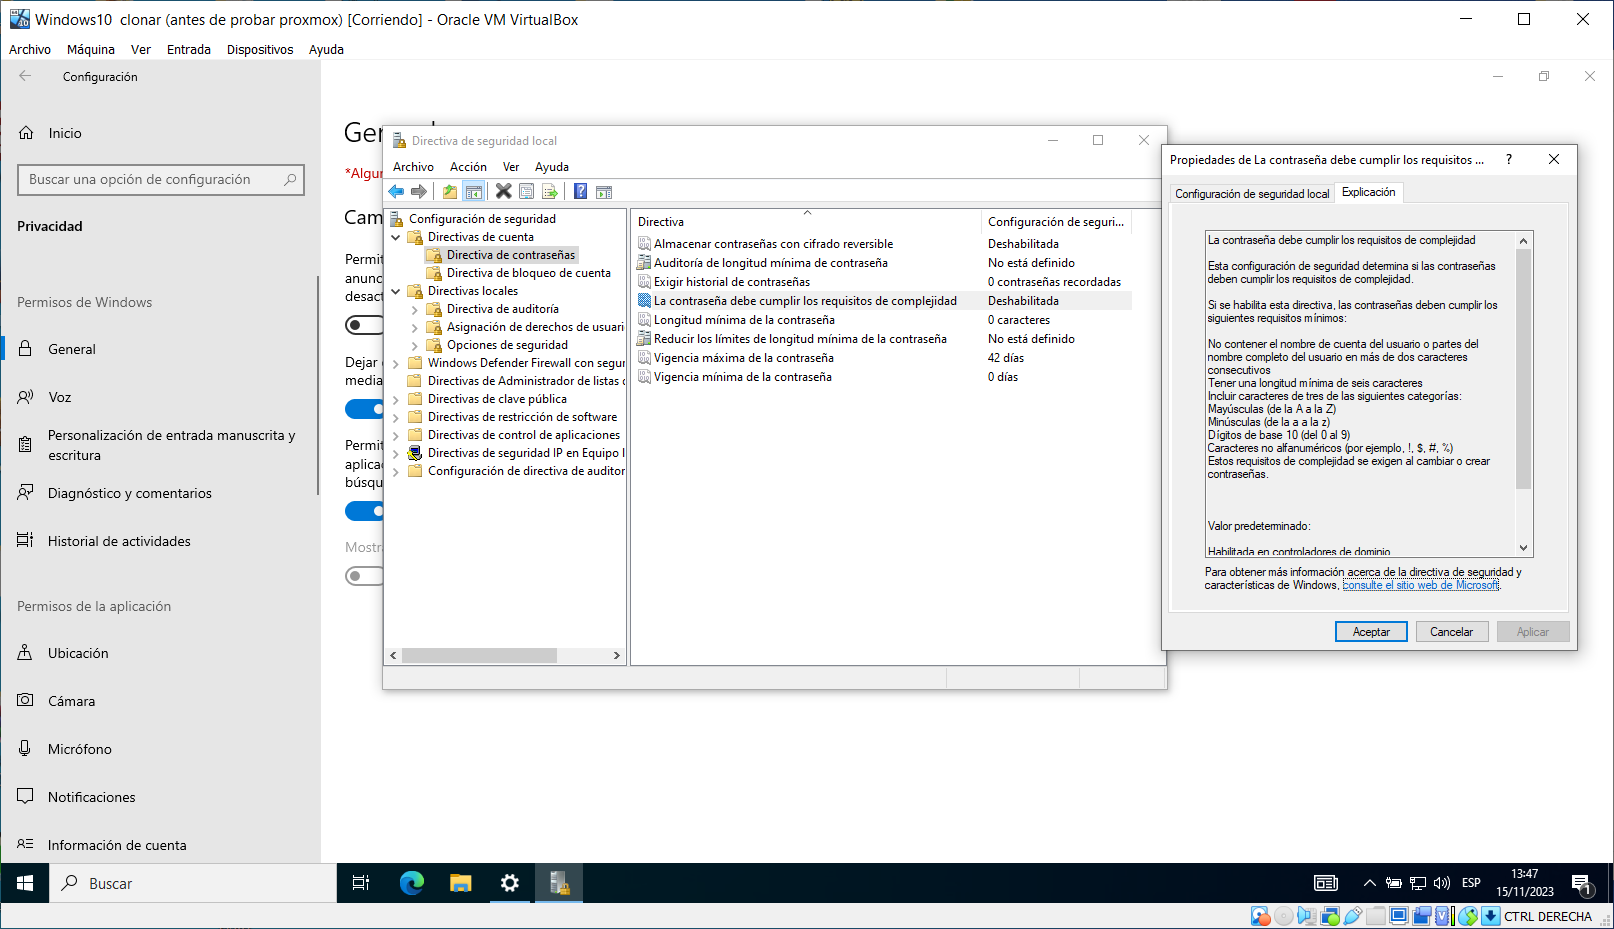 Windows10  clonar (antes de probar proxmox) [Corriendo] - Oracle VM VirtualBox
Archivo Máquina Ver Entrada Dispositivos Ayuda
Configuración
Inicio
Buscar una opción de configuración
Privacidad
Permisos de Windows
General
Voz
Personalización de entrada manuscrita y
escritura
Diagnóstico y comentarios
Historial de actividades
Permisos de la aplicación
Ubicación
Cámara
Micrófono
Notificaciones
Información de cuenta
Ge
*Algur
Cam
Permit
anunc
desact
Dejar
media
Permit
aplica
búsqu
Mostra
Directiva de seguridad local
Archivo Acción Ver Ayuda
Configuración de seguridad
Directivas de cuenta
Directiva de contraseñas
Directiva de bloqueo de cuenta
Directivas locales
Directiva de auditoría
Asignación de derechos de usuari
Opciones de seguridad
Windows Defender Firewall con segur
Directivas de Administrador de listas c
Directivas de clave pública
Directivas de restricción de software
Directivas de control de aplicaciones
Directivas de seguridad IP en Equipo l
Configuración de directiva de auditor
Directiva Configuración de seguri...
Almacenar contraseñas con cifrado reversible Deshabilitada
Auditoría de longitud mínima de contraseña No está definido
Exigir historial de contraseñas 0 contraseñas recordadas
La contraseña debe cumplir los requisitos de complejidad Deshabilitada
Longitud mínima de la contraseña 0 caracteres
Reducir los límites de longitud mínima de la contraseña No está definido
Vigencia máxima de la contraseña 42 días
Vigencia mínima de la contraseña 0 días
Propiedades de La contraseña debe cumplir los requisitos ... ?
Configuración de seguridad local Explicación
La contraseña debe cumplir los requisitos de complejidad
Esta configuración de seguridad determina si las contraseñas
deben cumplir los requisitos de complejidad.
Si se habilita esta directiva, las contraseñas deben cumplir los
siguientes requisitos mínimos:
No contener el nombre de cuenta del usuario o partes del
nombre completo del usuario en más de dos caracteres
consecutivos
Tener una longitud mínima de seis caracteres
Incluir caracteres de tres de las siguientes categorías:
Mayúsculas (de la A a la Z)
Minúsculas (de la a a la z)
Dígitos de base 10 (del 0 al 9)
Caracteres no alfanuméricos (por ejemplo, !, $, #, %)
Estos requisitos de complejidad se exigen al cambiar o crear
contraseñas.
Valor predeterminado:
Habilitada en controladores de dominio
Para obtener más información acerca de la directiva de seguridad y
características de Windows, consulte el sitio web de Microsoft.
Aceptar Cancelar Aplicar
Buscar
ESP
13:47
15/11/2023
1
CTRL DERECHA